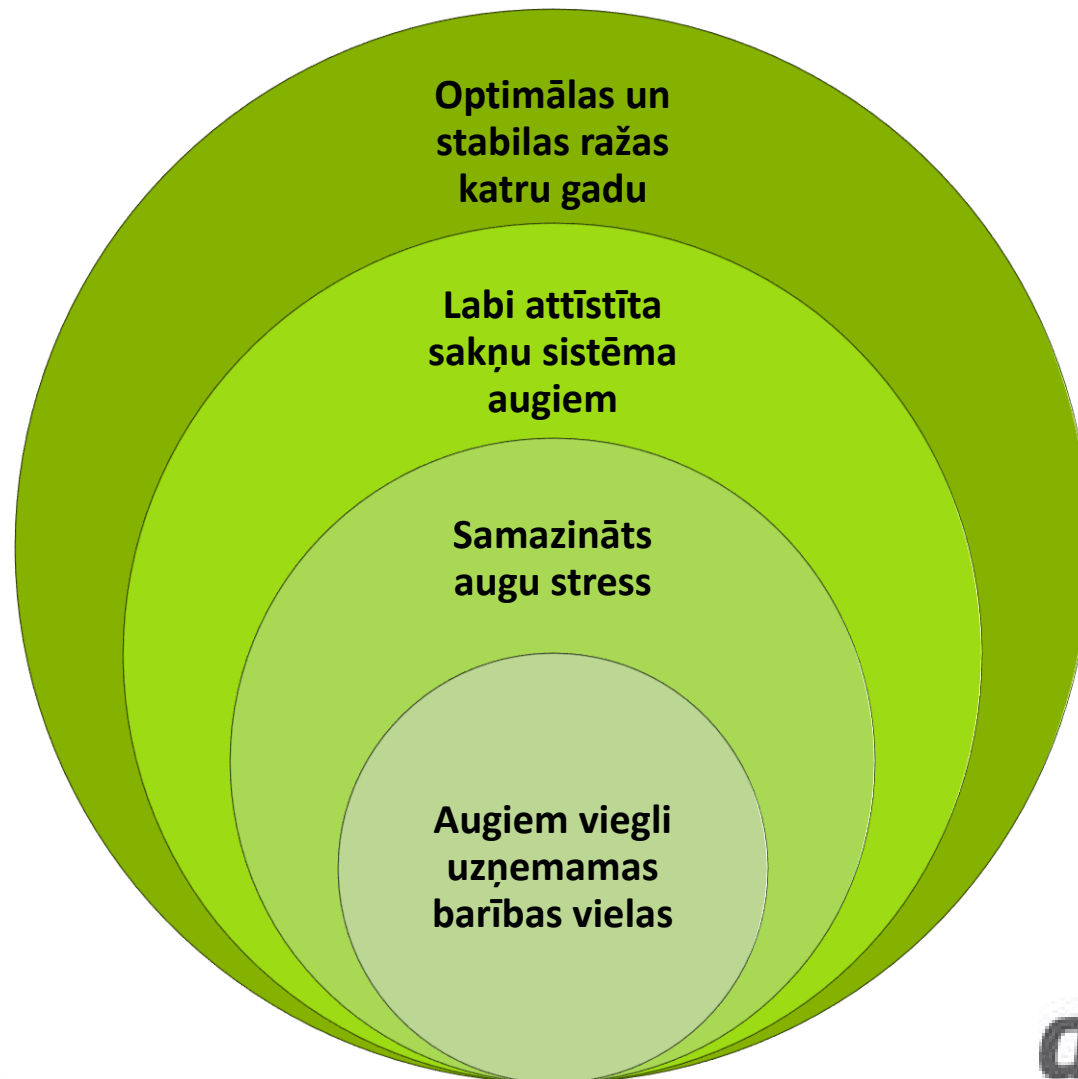 Optimālas un
stabilas ražas
katru gadu
Labi attīstīta
sakņu sistēma
augiem
Samazināts
augu stress
Augiem viegli
uzņemamas
barības vielas